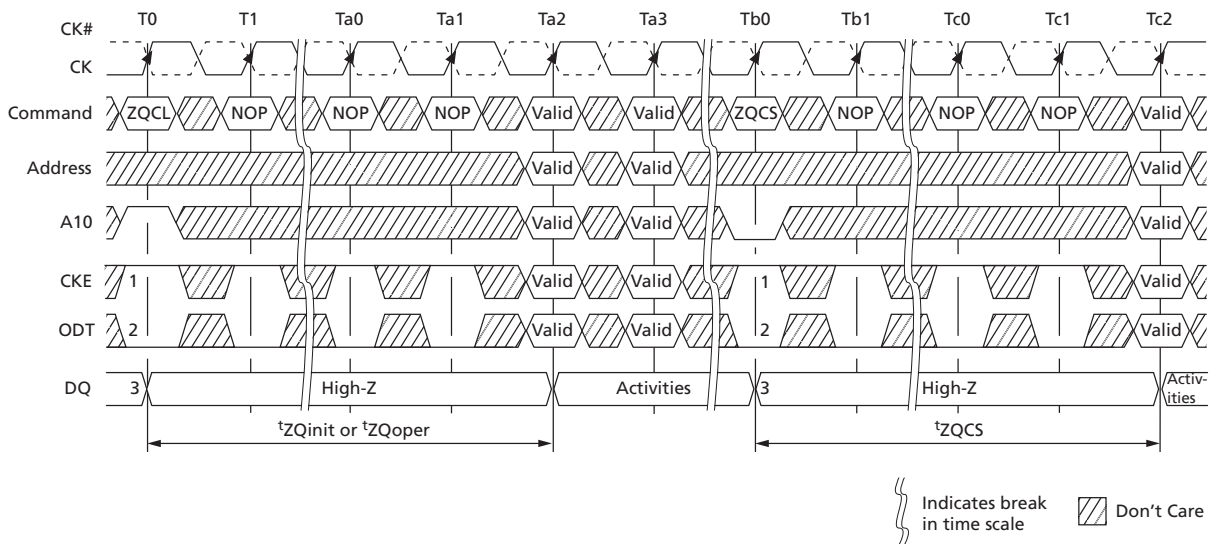 T0 T1 Ta0 Ta1 Ta2 Ta3 Tb0 Tb1 Tc0 Tc1 Tc2
CK#
CK
Command ZQCL NOP NOP NOP Valid Valid ZQCS NOP NOP NOP Valid
Address Valid Valid Valid
A10 Valid Valid Valid
CKE 1 Valid Valid 1 Valid
ODT 2 Valid Valid 2 Valid
DQ 3 High-Z Activities 3 High-Z Activ-
ities
tZQinit or tZQoper tZQCS
Indicates break
in time scale
Don't Care